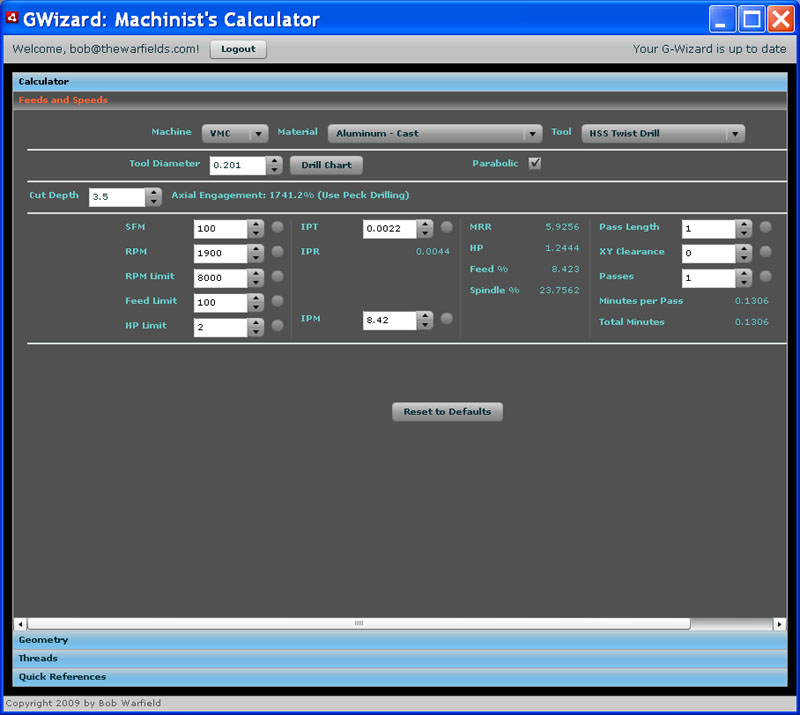 GWizard: Machinist's Calculator
Welcome, bob@thewarfields.com! Logout Your G-Wizard is up to date
Calculator
Feeds and Speeds
Machine VMC Material Aluminum - Cast Tool HSS Twist Drill
Tool Diameter 0.201 Drill Chart Parabolic
Cut Depth 3.5 Axial Engagement: 1741.2% (Use Peck Drilling)
SFM 100 IPT 0.0022 MRR 5.9256 Pass Length 1
RPM 1900 IPR 0.0044 HP 1.2444 XY Clearance 0
RPM Limit 8000 Feed % 8.423 Passes 1
Feed Limit 100 Spindle % 23.7562 Minutes per Pass 0.1306
HP Limit 2 IPM 8.42 Total Minutes 0.1306
Reset to Defaults
Geometry
Threads
Quick References
Copyright 2009 by Bob Warfield